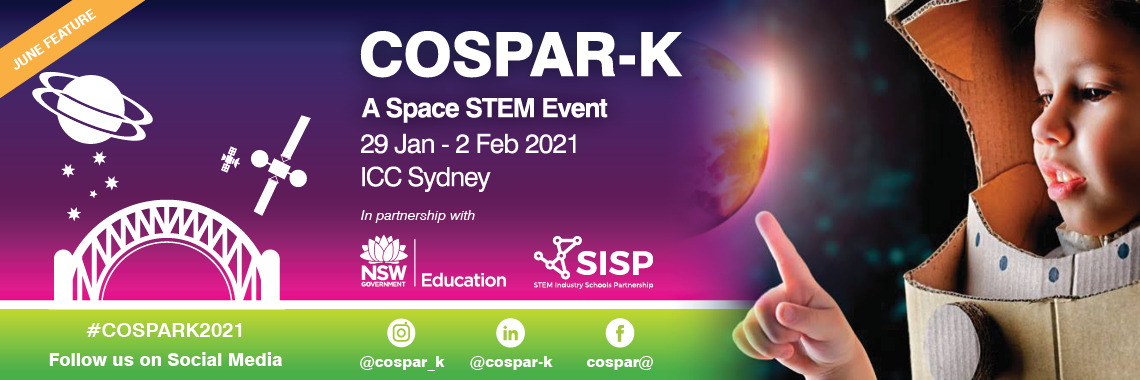 JUNE FEATURE
COSPAR-K
A Space STEM Event
29 Jan - 2 Feb 2021
ICC Sydney
In partnership with
NSW
GOVERNMENT
Education
SISP
STEM Industry Schools Partnership
#COSPARK2021
Follow us on Social Media
in
f
@cospar_k @cospar-k cospar@